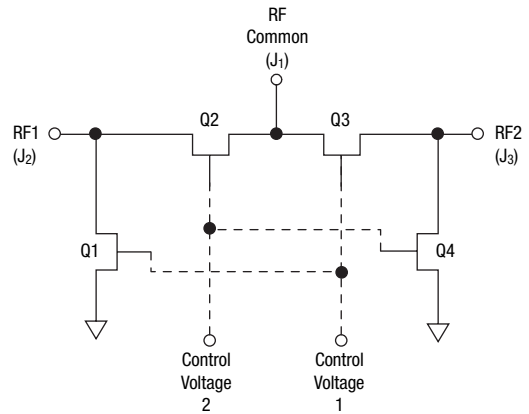 RF
Common
(J₁)
Q2
Q3
RF1
(J₂)
RF2
(J₃)
Q1
Q4
Control
Voltage
2
Control
Voltage
1